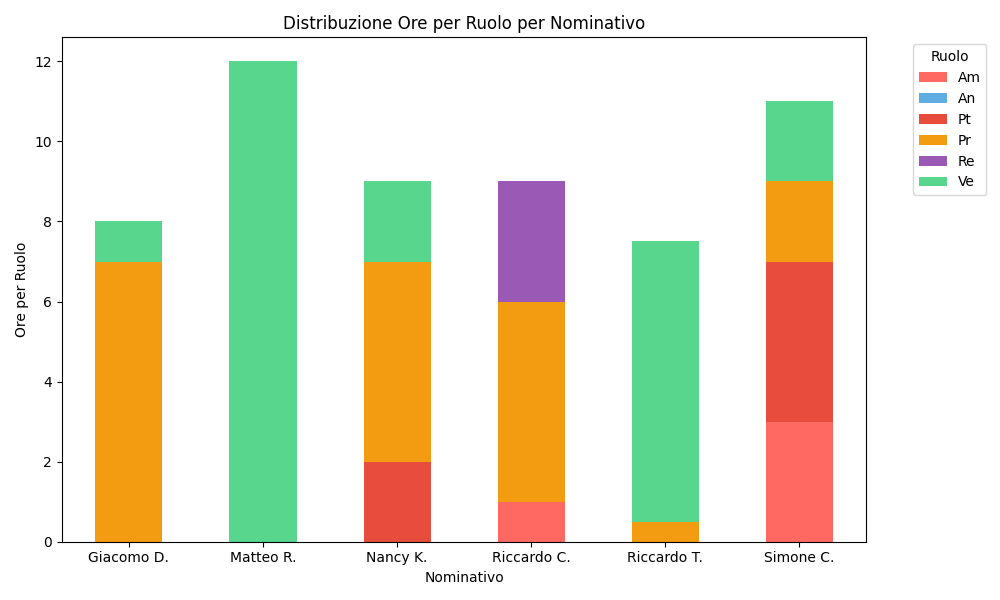 Distribuzione Ore per Ruolo per Nominativo
Ore per Ruolo
12
10
8
6
4
2
0
Giacomo D.
Matteo R.
Nancy K.
Riccardo C.
Riccardo T.
Simone C.
Nominativo
Ruolo
Am
An
Pt
Pr
Re
Ve